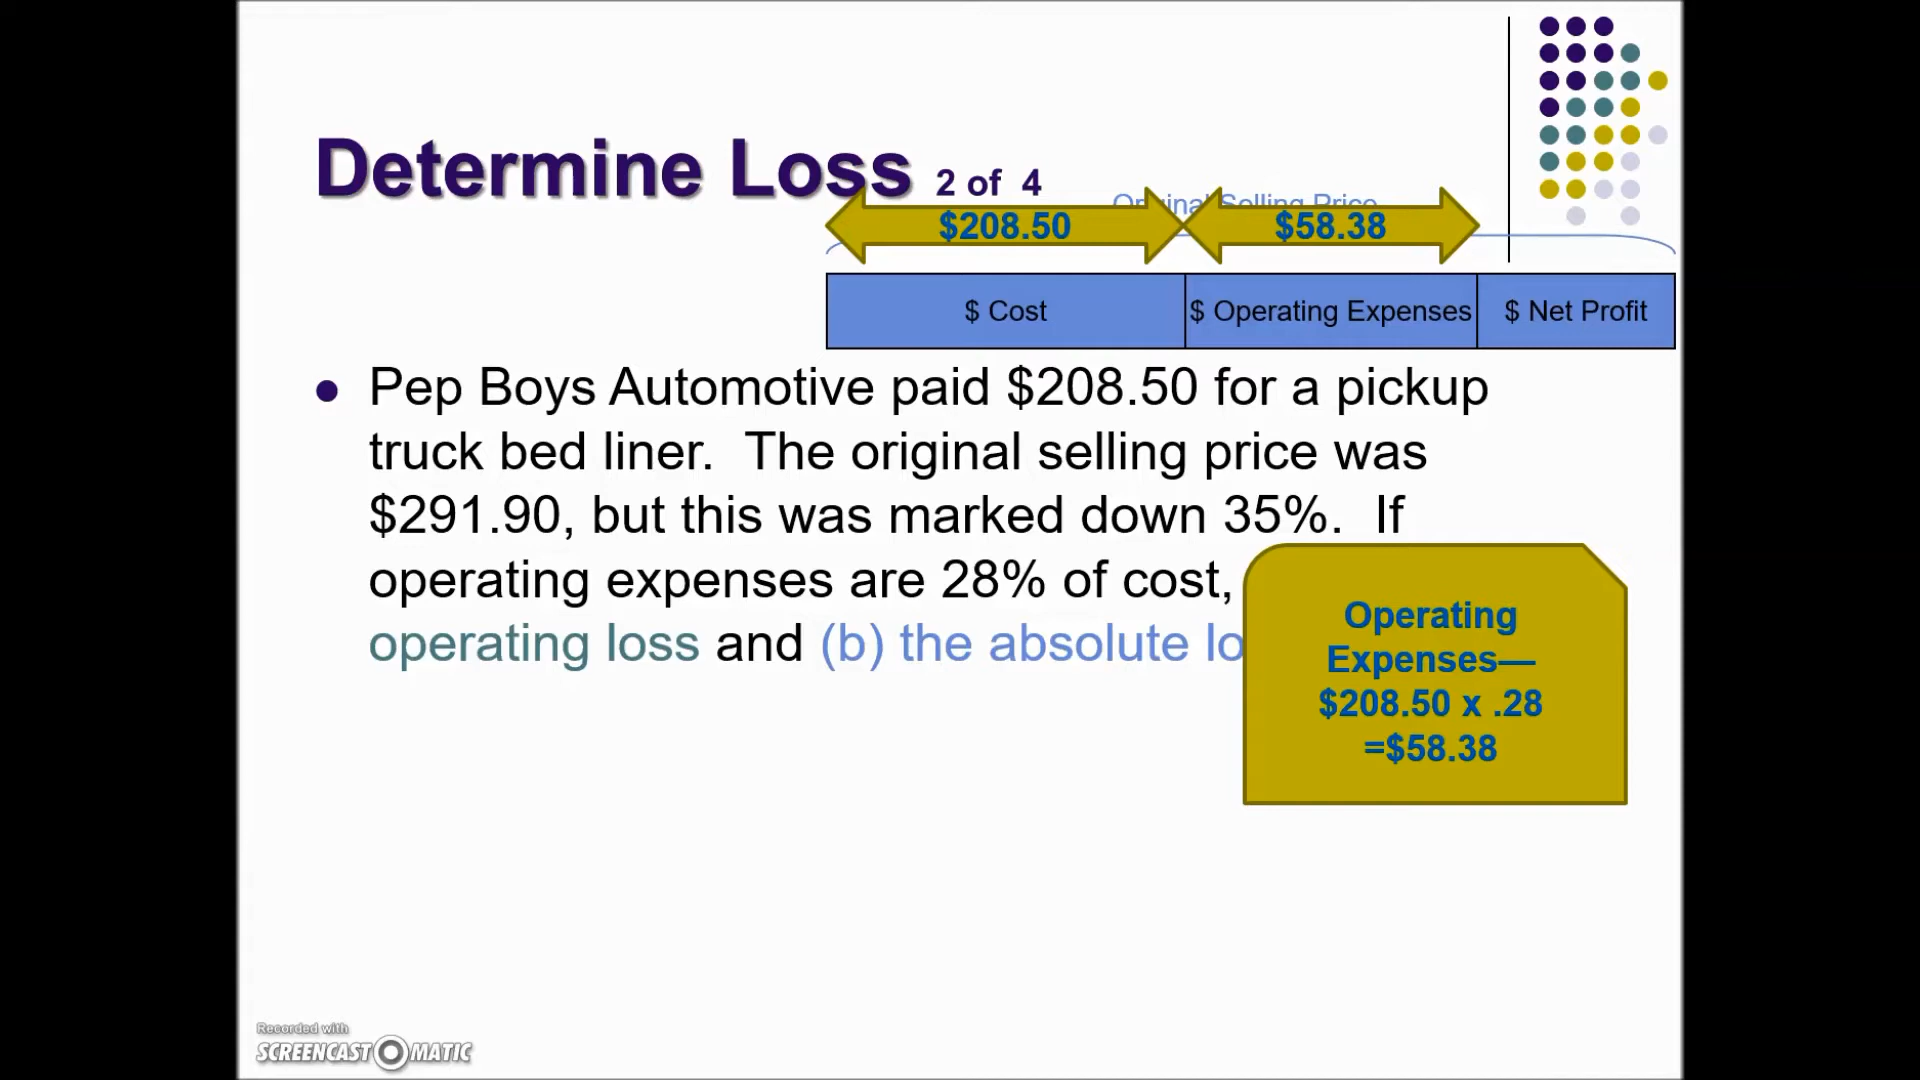 Determine Loss 2 of 4
Original Selling Price
$208.50
$58.38
$ Cost
$ Operating Expenses
$ Net Profit
● Pep Boys Automotive paid $208.50 for a pickup
truck bed liner. The original selling price was
$291.90, but this was marked down 35%. If
operating expenses are 28% of cost,
operating loss and (b) the absolute lo
Operating
Expenses—
$208.50 x .28
=$58.38
Recorded with
SCREENCAST MATIC